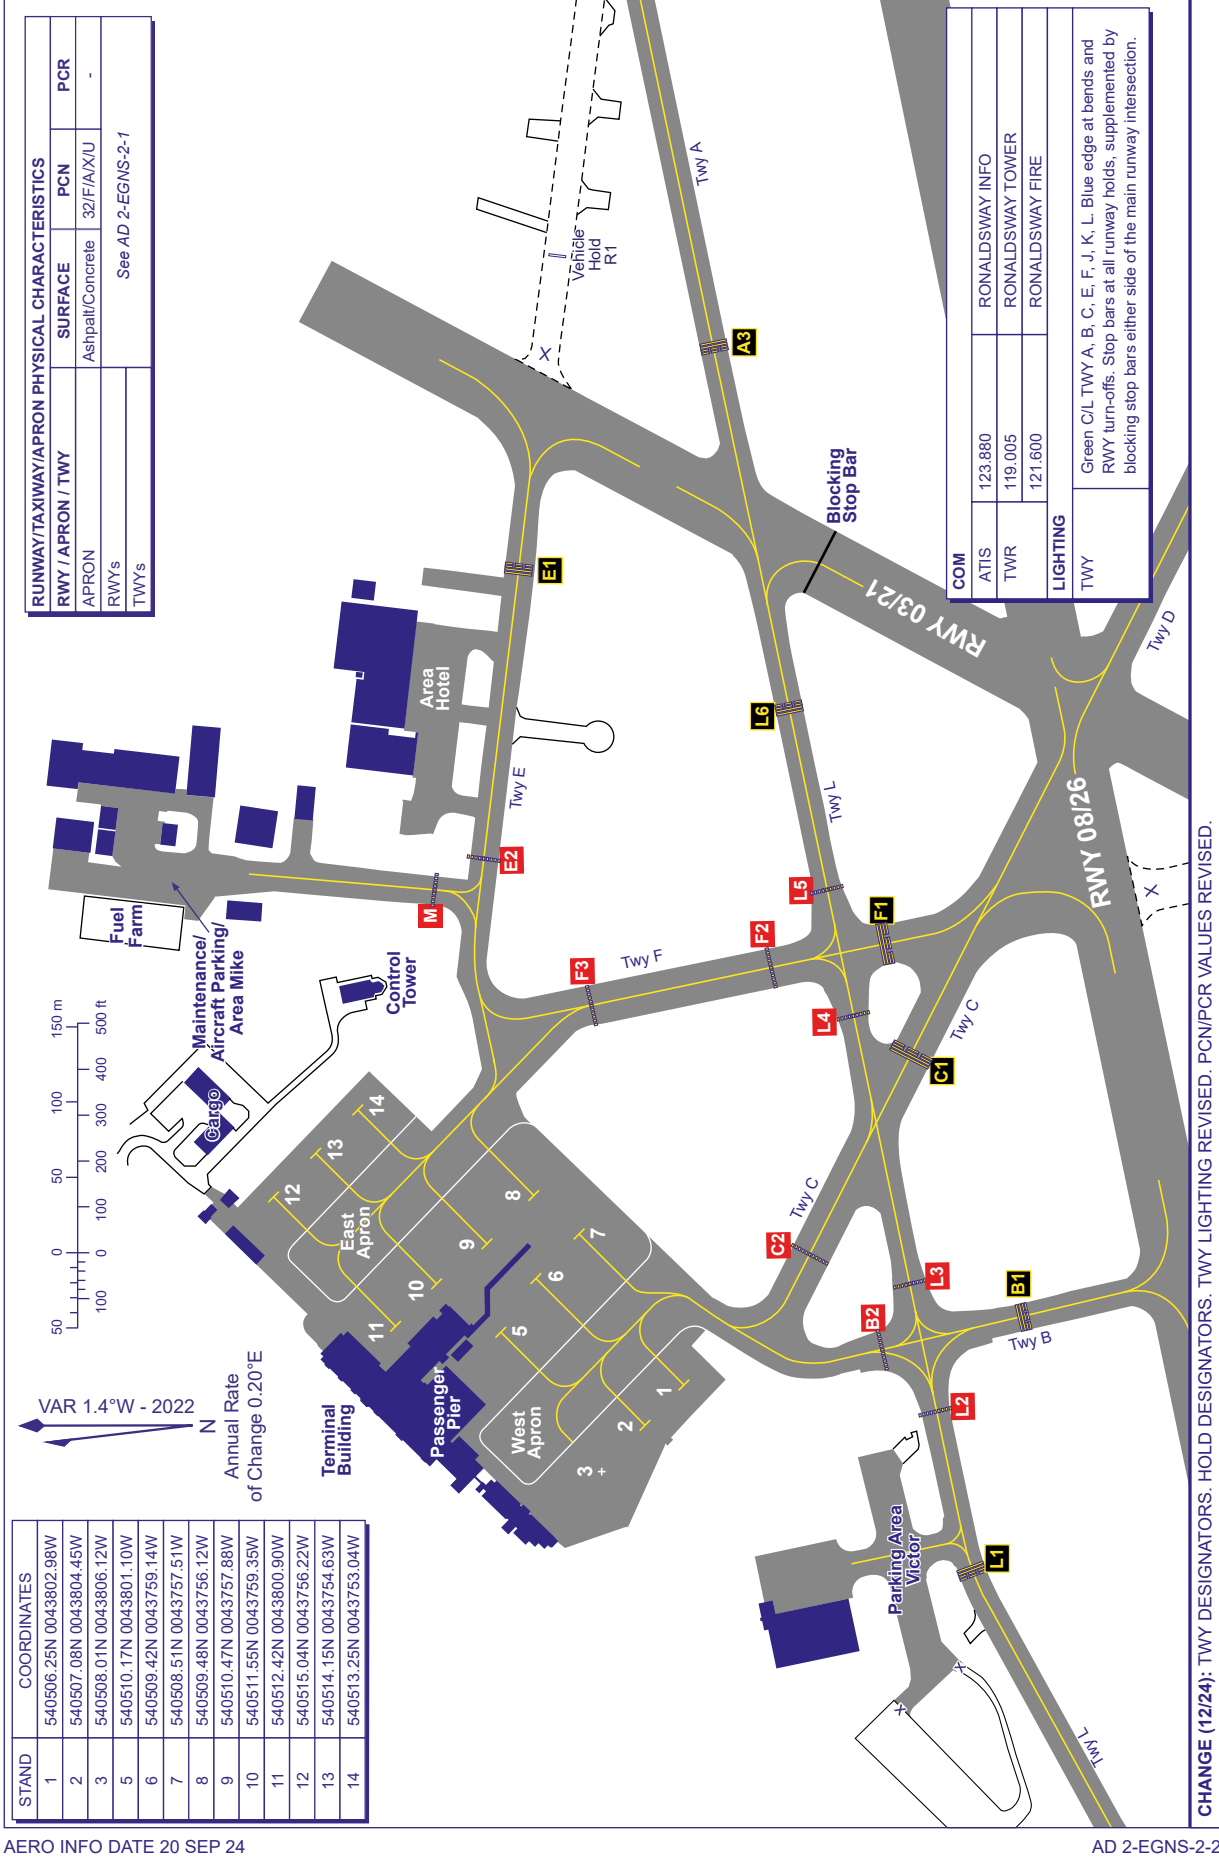 RUNWAY/TAXIWAY/APRON PHYSICAL CHARACTERISTICS
RWY / APRON / TWY SURFACE PCN PCR
APRON Ashpalt/Concrete 32/F/A/X/U -
RWYs
TWYs
See AD 2-EGNS-2-1
COM
ATIS 123.880 RONALDSWAY INFO
TWR 119.005 RONALDSWAY TOWER
121.600 RONALDSWAY FIRE
LIGHTING
TWY Green C/L TWY A, B, C, E, F, J, K, L. Blue edge at bends and
RWY turn-offs. Stop bars at all runway holds, supplemented by
blocking stop bars either side of the main runway intersection.
STAND COORDINATES
1 540506.25N 0043802.98W
2 540507.08N 0043804.45W
3 540508.01N 0043806.12W
5 540510.17N 0043801.10W
6 540509.42N 0043759.14W
7 540508.51N 0043757.51W
8 540509.48N 0043756.12W
9 540510.47N 0043757.88W
10 540511.55N 0043759.35W
11 540512.42N 0043800.90W
12 540515.04N 0043756.22W
13 540514.15N 0043754.63W
14 540513.25N 0043753.04W
VAR 1.4°W - 2022
N
Annual Rate
of Change 0.20°E
50 0 50 100 150 m
100 0 100 200 300 400 500 ft
Fuel
Farm
Maintenance/
Aircraft Parking/
Area Mike
Cargo
Control
Tower
Area
Hotel
Vehicle
Hold
R1
X
Twy A
A3
E1
Twy E
E2
M
Blocking
Stop Bar
RWY 03/21
L6
Twy L
L5
F1
F2
Twy F
F3
L4
C1
Twy C
Twy C
C2
Twy D
RWY 08/26
X
L3
B2
B1
Twy B
L2
L1
Twy L
East
Apron
12
13
14
8
9
10
11
7
6
5
West
Apron
1
2
3
+
Terminal
Building
Passenger
Pier
Parking Area
Victor
X
X
CHANGE (12/24): TWY DESIGNATORS. HOLD DESIGNATORS. TWY LIGHTING REVISED. PCN/PCR VALUES REVISED.
AERO INFO DATE 20 SEP 24
AD 2-EGNS-2-2